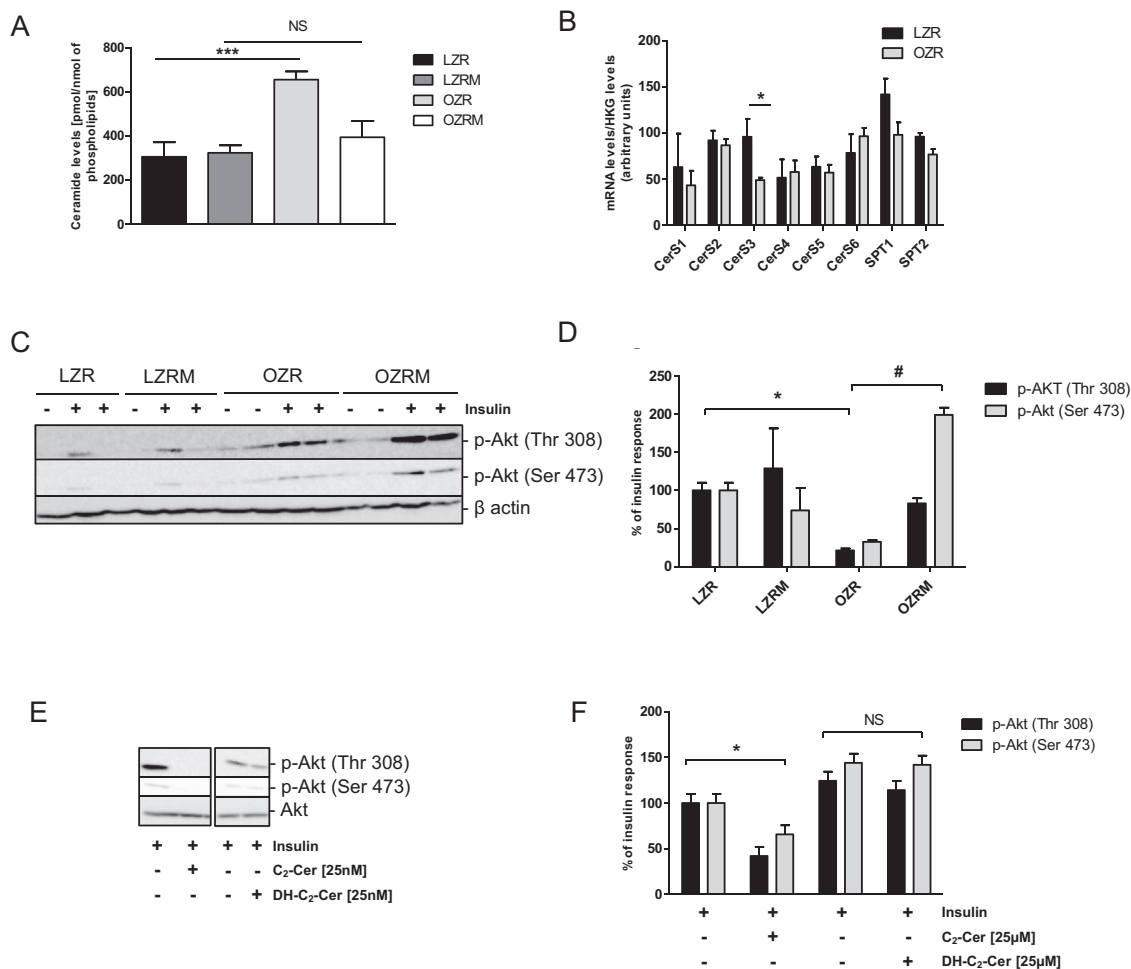 A
NS
***
Ceramide levels [pmol/nmol of
phospholipids]
800
600
400
200
0
LZR
LZRM
OZR
OZRM
B
LZR
OZR
mRNA levels/HKG levels
(arbitrary units)
200
150
100
50
0
*
CerS1
CerS2
CerS3
CerS4
CerS5
CerS6
SPT1
SPT2
C
LZR LZRM OZR OZRM
- + + - + + - - + + - - + + Insulin
p-Akt (Thr 308)
p-Akt (Ser 473)
β actin
D
% of insulin response
250
200
150
100
50
0
*
#
LZR
LZRM
OZR
OZRM
p-AKT (Thr 308)
p-Akt (Ser 473)
E
p-Akt (Thr 308)
p-Akt (Ser 473)
Akt
+ + + + Insulin
- + - - C₂-Cer [25nM]
- - - + DH-C₂-Cer [25nM]
F
% of insulin response
200
150
100
50
0
*
NS
p-Akt (Thr 308)
p-Akt (Ser 473)
+ + + + Insulin
- + - - C₂-Cer [25µM]
- - - + DH-C₂-Cer [25µM]